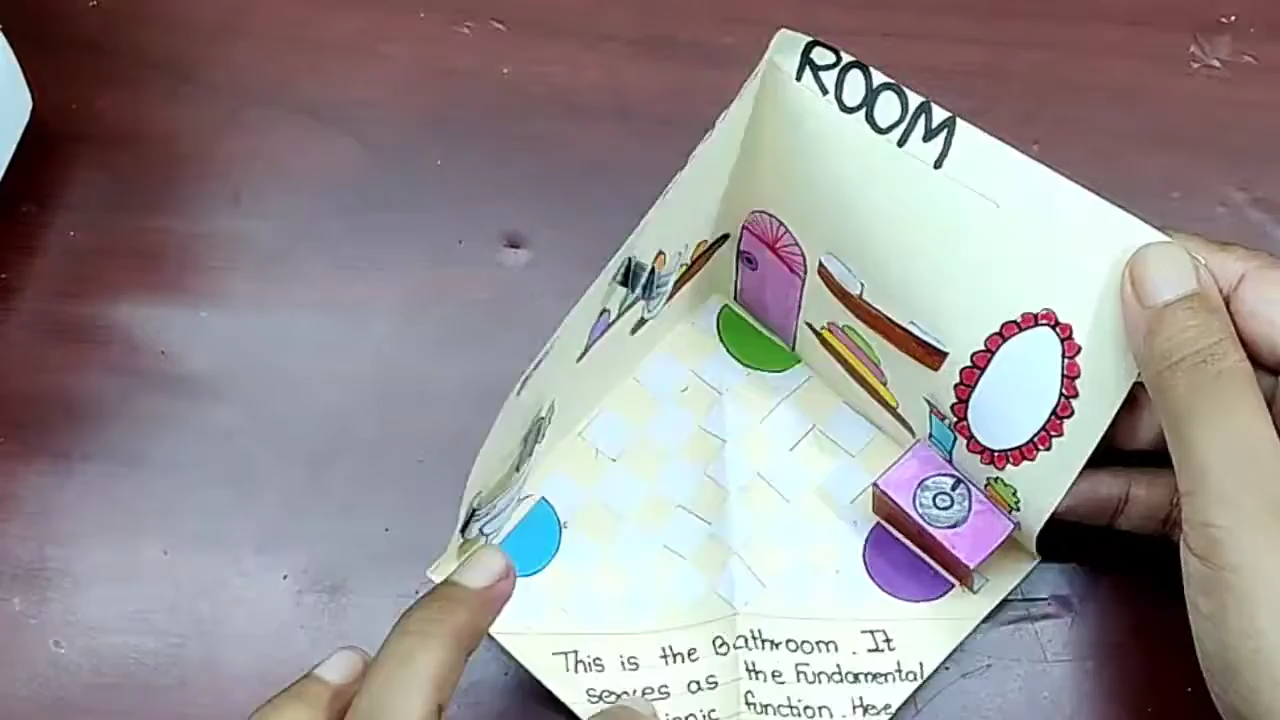 ROOM
This is the Bathroom. It
serves as the Fundamental
function. Here